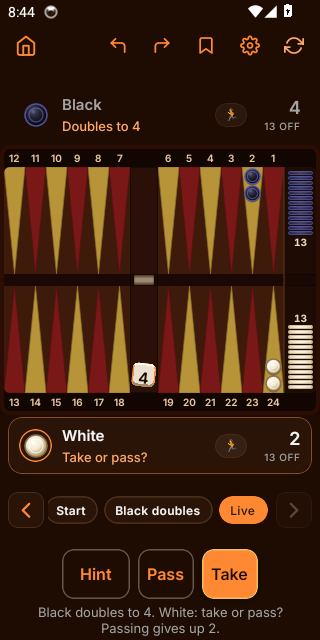 8:44
Black
4
Doubles to 4
13 OFF
12 11 10 9 8 7 6 5 4 3 2 1
13
13
4
13 14 15 16 17 18 19 20 21 22 23 24
White
2
Take or pass?
13 OFF
Start
Black doubles
Live
Hint
Pass
Take
Black doubles to 4. White: take or pass?
Passing gives up 2.